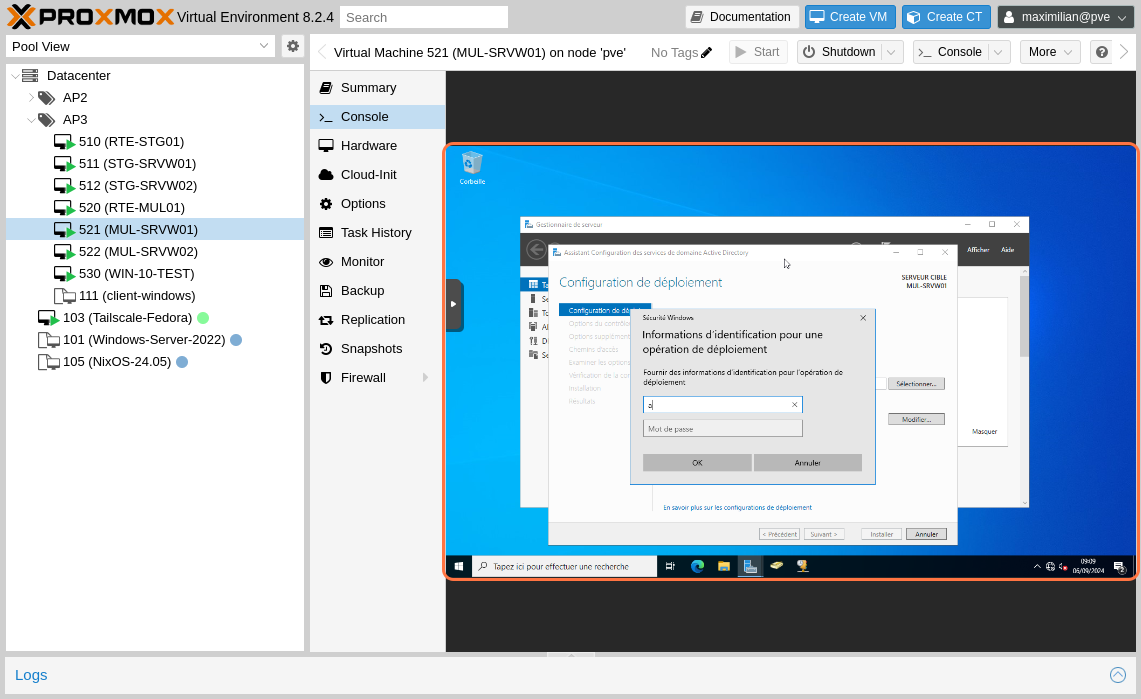 PROXMOX Virtual Environment 8.2.4 Search Documentation Create VM Create CT maximilian@pve
Pool View
Virtual Machine 521 (MUL-SRVW01) on node 'pve' No Tags Start Shutdown Console More
Datacenter
AP2
AP3
510 (RTE-STG01)
511 (STG-SRVW01)
512 (STG-SRVW02)
520 (RTE-MUL01)
521 (MUL-SRVW01)
522 (MUL-SRVW02)
530 (WIN-10-TEST)
111 (client-windows)
103 (Tailscale-Fedora)
101 (Windows-Server-2022)
105 (NixOS-24.05)
Summary
Console
Hardware
Cloud-Init
Options
Task History
Monitor
Backup
Replication
Snapshots
Firewall
Corbeille
Gestionnaire de serveur
Afficher Aide
Assistant Configuration des services de domaine Active Directory
Configuration de déploiement
SERVEUR CIBLE
MUL-SRVW01
Configuration de
Options du contrôle
Options supplément
Chemins d'accès
Examiner les options
Vérification de la
Installation
Résultats
Sécurité Windows
Informations d'identification pour une
opération de déploiement
Fournir des informations d'identification pour l'opération de
déploiement
a
Mot de passe
OK Annuler
Sélectionner...
Modifier...
Masquer
En savoir plus sur les configurations de déploiement
< Précédent Suivant > Installer Annuler
Tapez ici pour effectuer une recherche
09:09
06/09/2024
2
Logs